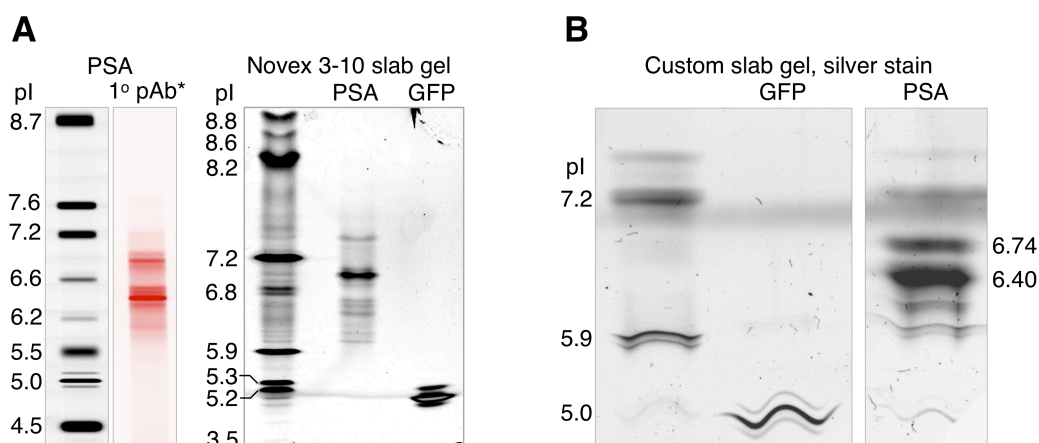 A
PSA
pI 1º pAb*
8.7
7.6
7.2
6.6
6.2
5.5
5.0
4.5
Novex 3-10 slab gel
pI PSA GFP
8.8
8.6
8.2
7.2
6.8
5.9
5.3
5.2
3.5
B
Custom slab gel, silver stain
GFP PSA
pI
7.2
5.9
5.0
6.74
6.40